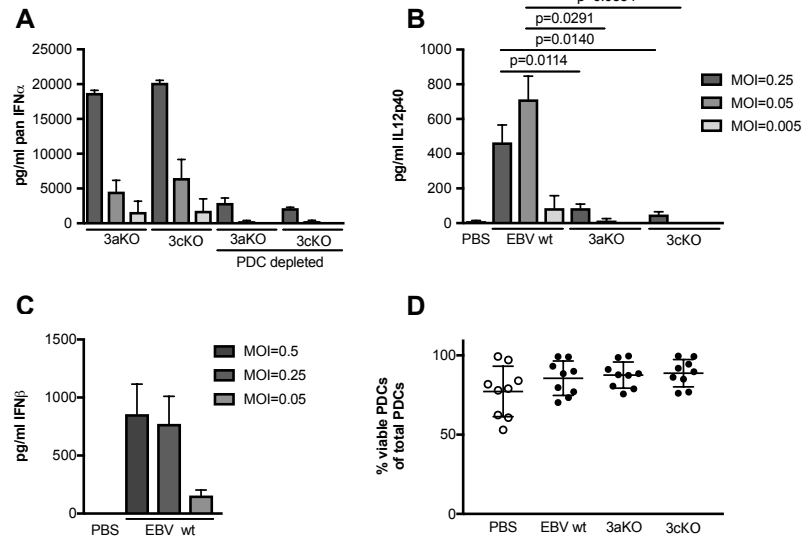 A
25000
20000
15000
10000
5000
0
pg/ml pan IFNα
3aKO 3cKO 3aKO 3cKO
PDC depleted
B
p=0.0291
p=0.0140
p=0.0114
1000
800
600
400
200
0
pg/ml IL12p40
PBS EBV wt 3aKO 3cKO
MOI=0.25
MOI=0.05
MOI=0.005
C
1500
1000
500
0
pg/ml IFNβ
PBS EBV wt
MOI=0.5
MOI=0.25
MOI=0.05
D
100
50
0
% viable PDCs
of total PDCs
PBS EBV wt 3aKO 3cKO